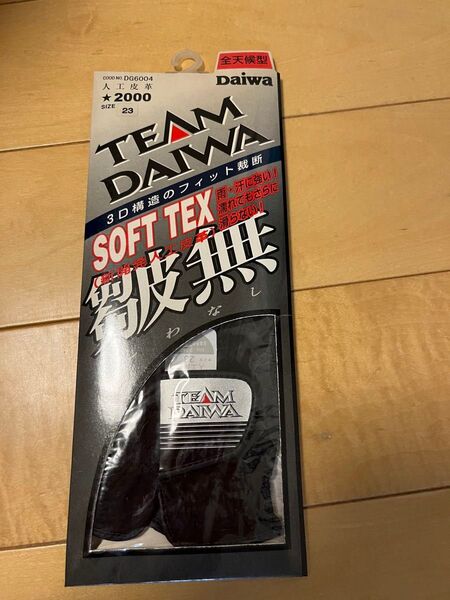 GOOD NO. DG6004
人工皮革
★2000
SIZE 23
全天候型
Daiwa
TEAM
DAIWA
3D構造のフィット裁断
SOFT TEX
雨・汗に強い!
濡れてもさらに
滑らない!
皺無
わなし
TEAM
DAIWA